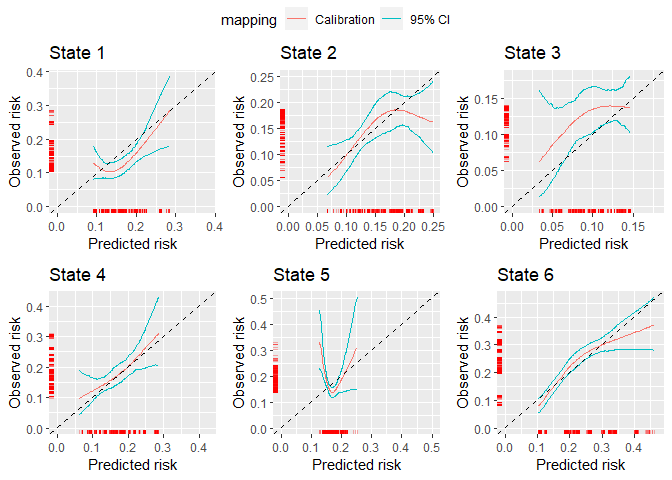 mapping Calibration 95% CI
State 1
Observed risk
0.4
0.3
0.2
0.1
0.0
0.0 0.1 0.2 0.3 0.4
Predicted risk
State 2
Observed risk
0.25
0.20
0.15
0.10
0.05
0.00
0.00 0.05 0.10 0.15 0.20 0.25
Predicted risk
State 3
Observed risk
0.15
0.10
0.05
0.00
0.00 0.05 0.10 0.15
Predicted risk
State 4
Observed risk
0.4
0.3
0.2
0.1
0.0
0.0 0.1 0.2 0.3 0.4
Predicted risk
State 5
Observed risk
0.5
0.4
0.3
0.2
0.1
0.0
0.0 0.1 0.2 0.3 0.4 0.5
Predicted risk
State 6
Observed risk
0.4
0.3
0.2
0.1
0.0
0.0 0.1 0.2 0.3 0.4
Predicted risk